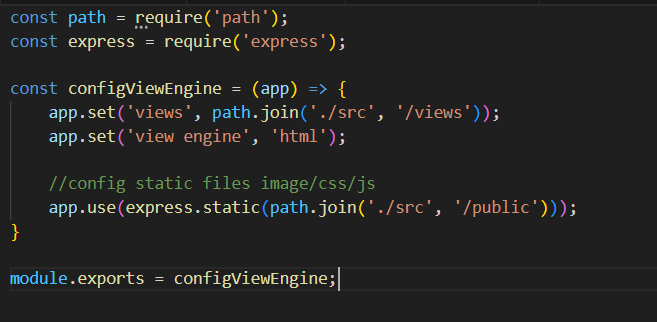 const path = require('path');
const express = require('express');
const configViewEngine = (app) => {
    app.set('views', path.join('./src', '/views'));
    app.set('view engine', 'html');
    //config static files image/css/js
    app.use(express.static(path.join('./src', '/public')));
}
module.exports = configViewEngine;